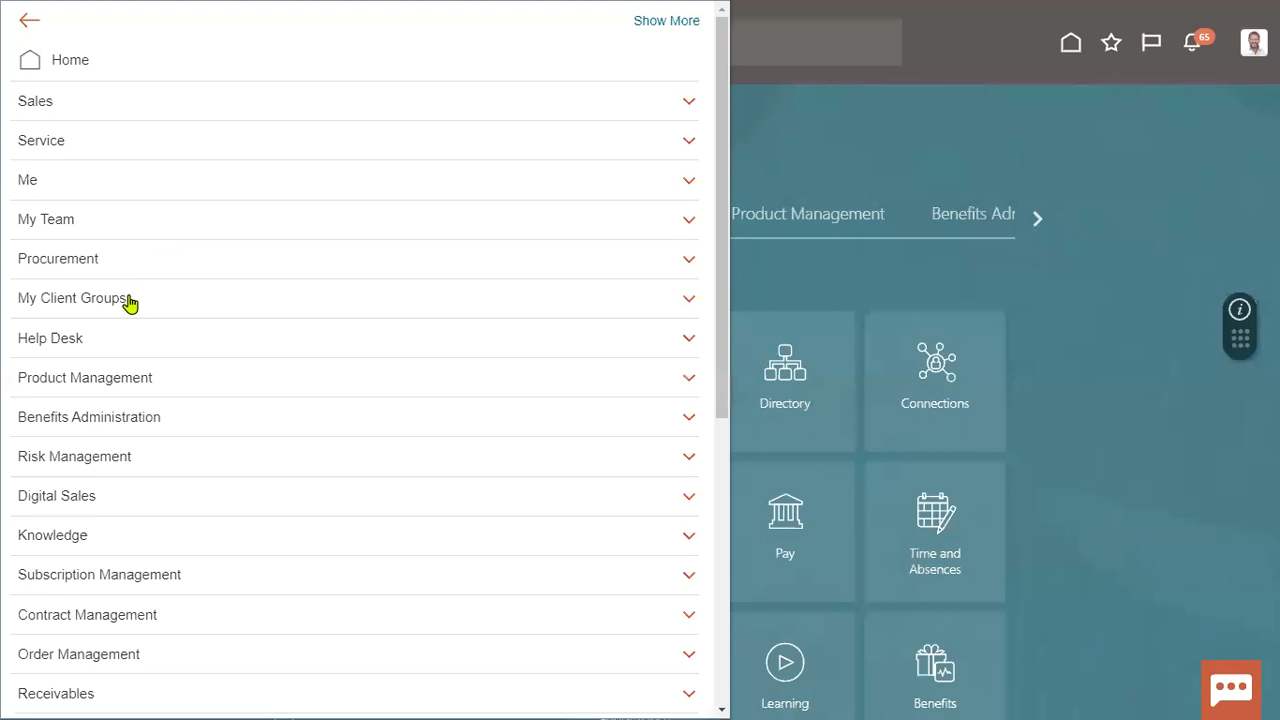 Show More
Home
Sales
Service
Me
My Team
Procurement
My Client Groups
Help Desk
Product Management
Benefits Administration
Risk Management
Digital Sales
Knowledge
Subscription Management
Contract Management
Order Management
Receivables
65
Product Management
Benefits Adr
Directory
Connections
Pay
Time and
Absences
Learning
Benefits